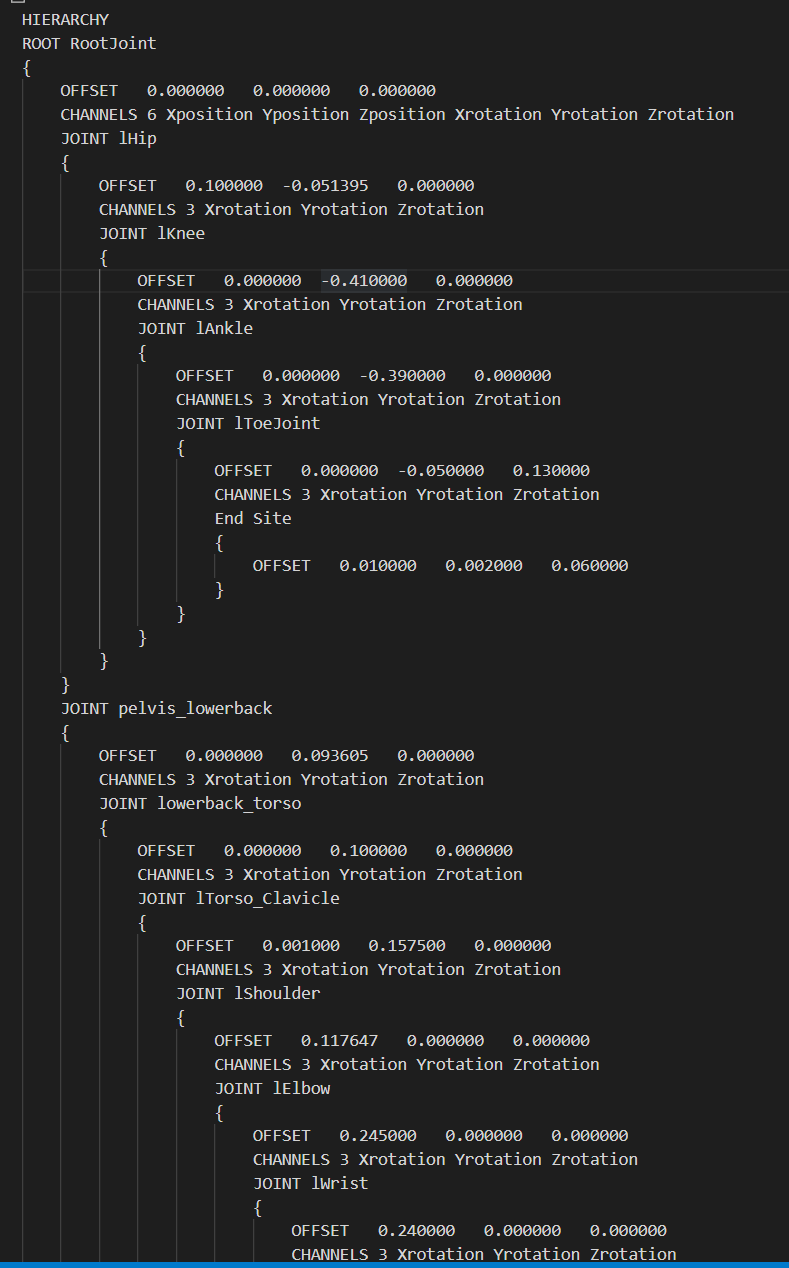 HIERARCHY
ROOT RootJoint
{
    OFFSET   0.000000   0.000000   0.000000
    CHANNELS 6 Xposition Yposition Zposition Xrotation Yrotation Zrotation
    JOINT lHip
    {
        OFFSET   0.100000  -0.051395   0.000000
        CHANNELS 3 Xrotation Yrotation Zrotation
        JOINT lKnee
        {
            OFFSET   0.000000  -0.410000   0.000000
            CHANNELS 3 Xrotation Yrotation Zrotation
            JOINT lAnkle
            {
                OFFSET   0.000000  -0.390000   0.000000
                CHANNELS 3 Xrotation Yrotation Zrotation
                JOINT lToeJoint
                {
                    OFFSET   0.000000  -0.050000   0.130000
                    CHANNELS 3 Xrotation Yrotation Zrotation
                    End Site
                    {
                        OFFSET   0.010000   0.002000   0.060000
                    }
                }
            }
        }
    }
    JOINT pelvis_lowerback
    {
        OFFSET   0.000000   0.093605   0.000000
        CHANNELS 3 Xrotation Yrotation Zrotation
        JOINT lowerback_torso
        {
            OFFSET   0.000000   0.100000   0.000000
            CHANNELS 3 Xrotation Yrotation Zrotation
            JOINT lTorso_Clavicle
            {
                OFFSET   0.001000   0.157500   0.000000
                CHANNELS 3 Xrotation Yrotation Zrotation
                JOINT lShoulder
                {
                    OFFSET   0.117647   0.000000   0.000000
                    CHANNELS 3 Xrotation Yrotation Zrotation
                    JOINT lElbow
                    {
                        OFFSET   0.245000   0.000000   0.000000
                        CHANNELS 3 Xrotation Yrotation Zrotation
                        JOINT lWrist
                        {
                            OFFSET   0.240000   0.000000   0.000000
                            CHANNELS 3 Xrotation Yrotation Zrotation